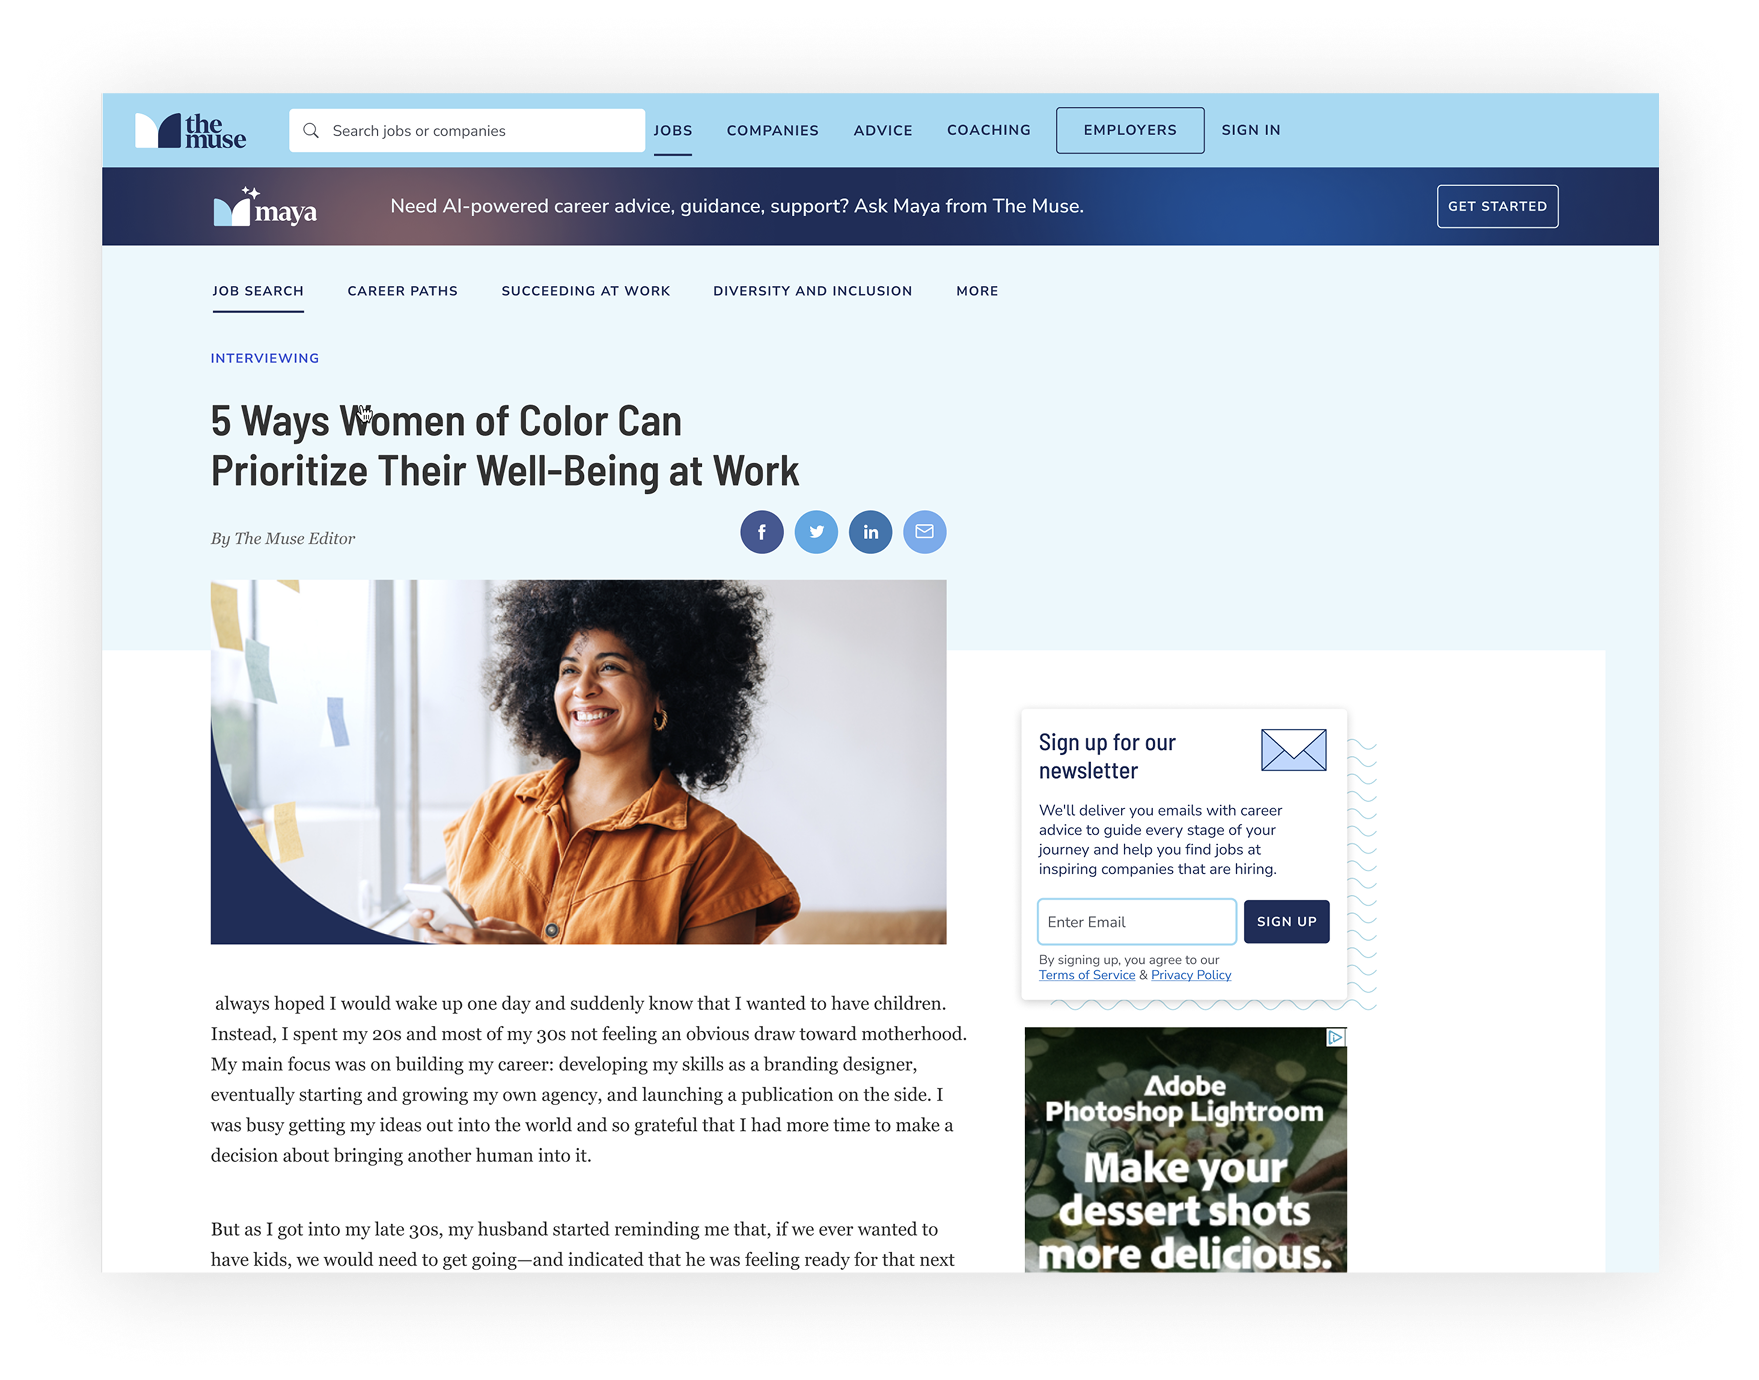 the muse
Search jobs or companies
JOBS
COMPANIES
ADVICE
COACHING
EMPLOYERS
SIGN IN
maya
Need AI-powered career advice, guidance, support? Ask Maya from The Muse.
GET STARTED
JOB SEARCH
CAREER PATHS
SUCCEEDING AT WORK
DIVERSITY AND INCLUSION
MORE
INTERVIEWING
5 Ways Women of Color Can
Prioritize Their Well-Being at Work
By The Muse Editor
f
in
always hoped I would wake up one day and suddenly know that I wanted to have children.
Instead, I spent my 20s and most of my 30s not feeling an obvious draw toward motherhood.
My main focus was on building my career: developing my skills as a branding designer,
eventually starting and growing my own agency, and launching a publication on the side. I
was busy getting my ideas out into the world and so grateful that I had more time to make a
decision about bringing another human into it.
But as I got into my late 30s, my husband started reminding me that, if we ever wanted to
have kids, we would need to get going—and indicated that he was feeling ready for that next
Sign up for our
newsletter
We'll deliver you emails with career
advice to guide every stage of your
journey and help you find jobs at
inspiring companies that are hiring.
Enter Email
SIGN UP
By signing up, you agree to our
Terms of Service & Privacy Policy
Adobe
Photoshop Lightroom
Make your
dessert shots
more delicious.